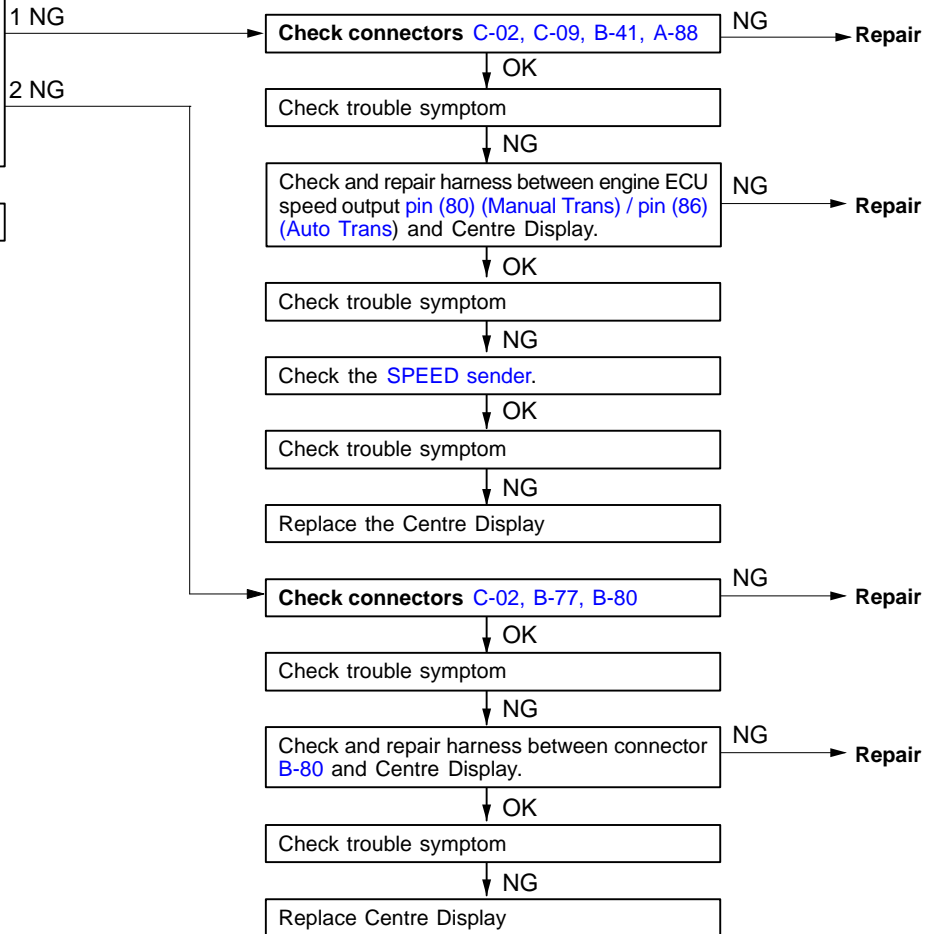 1 NG
Check connectors C-02, C-09, B-41, A-88
NG
Repair
OK
2 NG
Check trouble symptom
NG
Check and repair harness between engine ECU
speed output pin (80) (Manual Trans) / pin (86)
(Auto Trans) and Centre Display.
NG
Repair
OK
Check trouble symptom
NG
Check the SPEED sender.
OK
Check trouble symptom
NG
Replace the Centre Display
Check connectors C-02, B-77, B-80
NG
Repair
OK
Check trouble symptom
NG
Check and repair harness between connector
B-80 and Centre Display.
NG
Repair
OK
Check trouble symptom
NG
Replace Centre Display